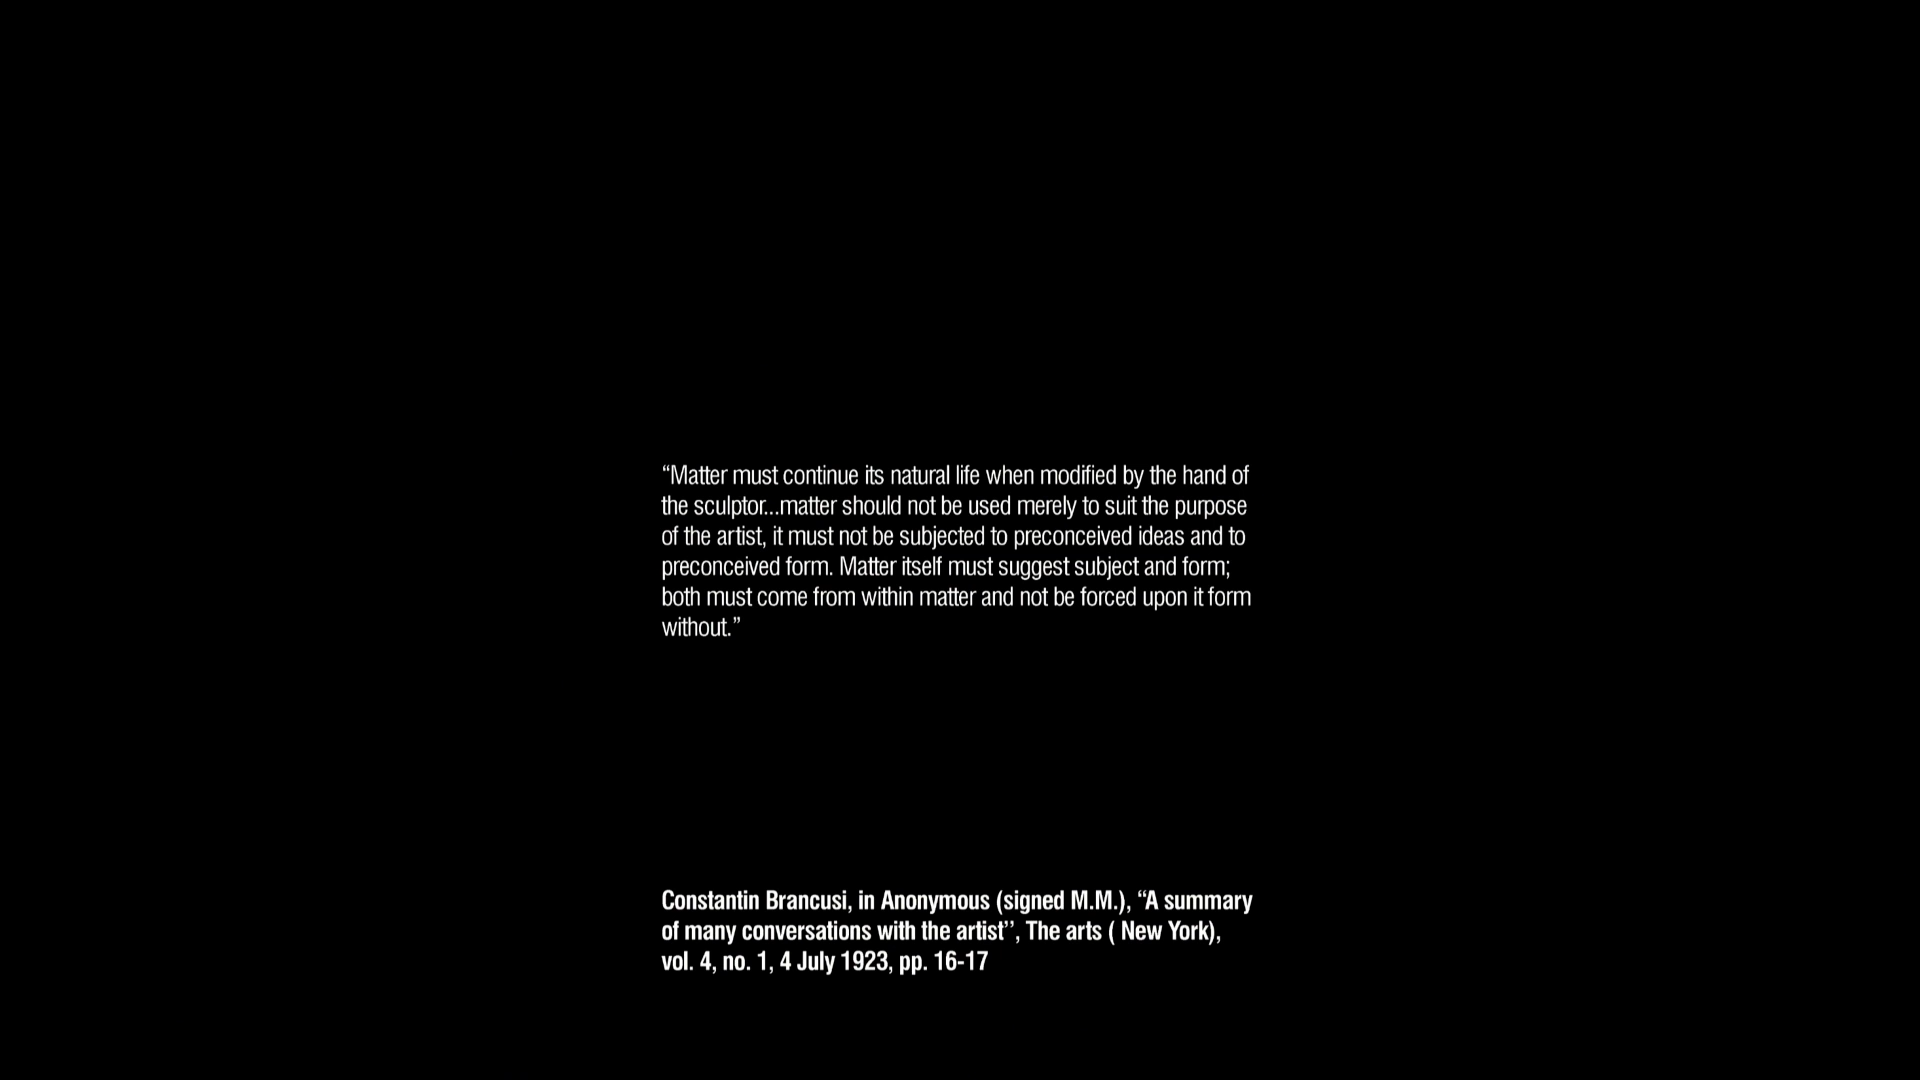 “Matter must continue its natural life when modified by the hand of
the sculptor...matter should not be used merely to suit the purpose
of the artist, it must not be subjected to preconceived ideas and to
preconceived form. Matter itself must suggest subject and form;
both must come from within matter and not be forced upon it form
without.”
Constantin Brancusi, in Anonymous (signed M.M.), “A summary
of many conversations with the artist’’, The arts ( New York),
vol. 4, no. 1, 4 July 1923, pp. 16-17